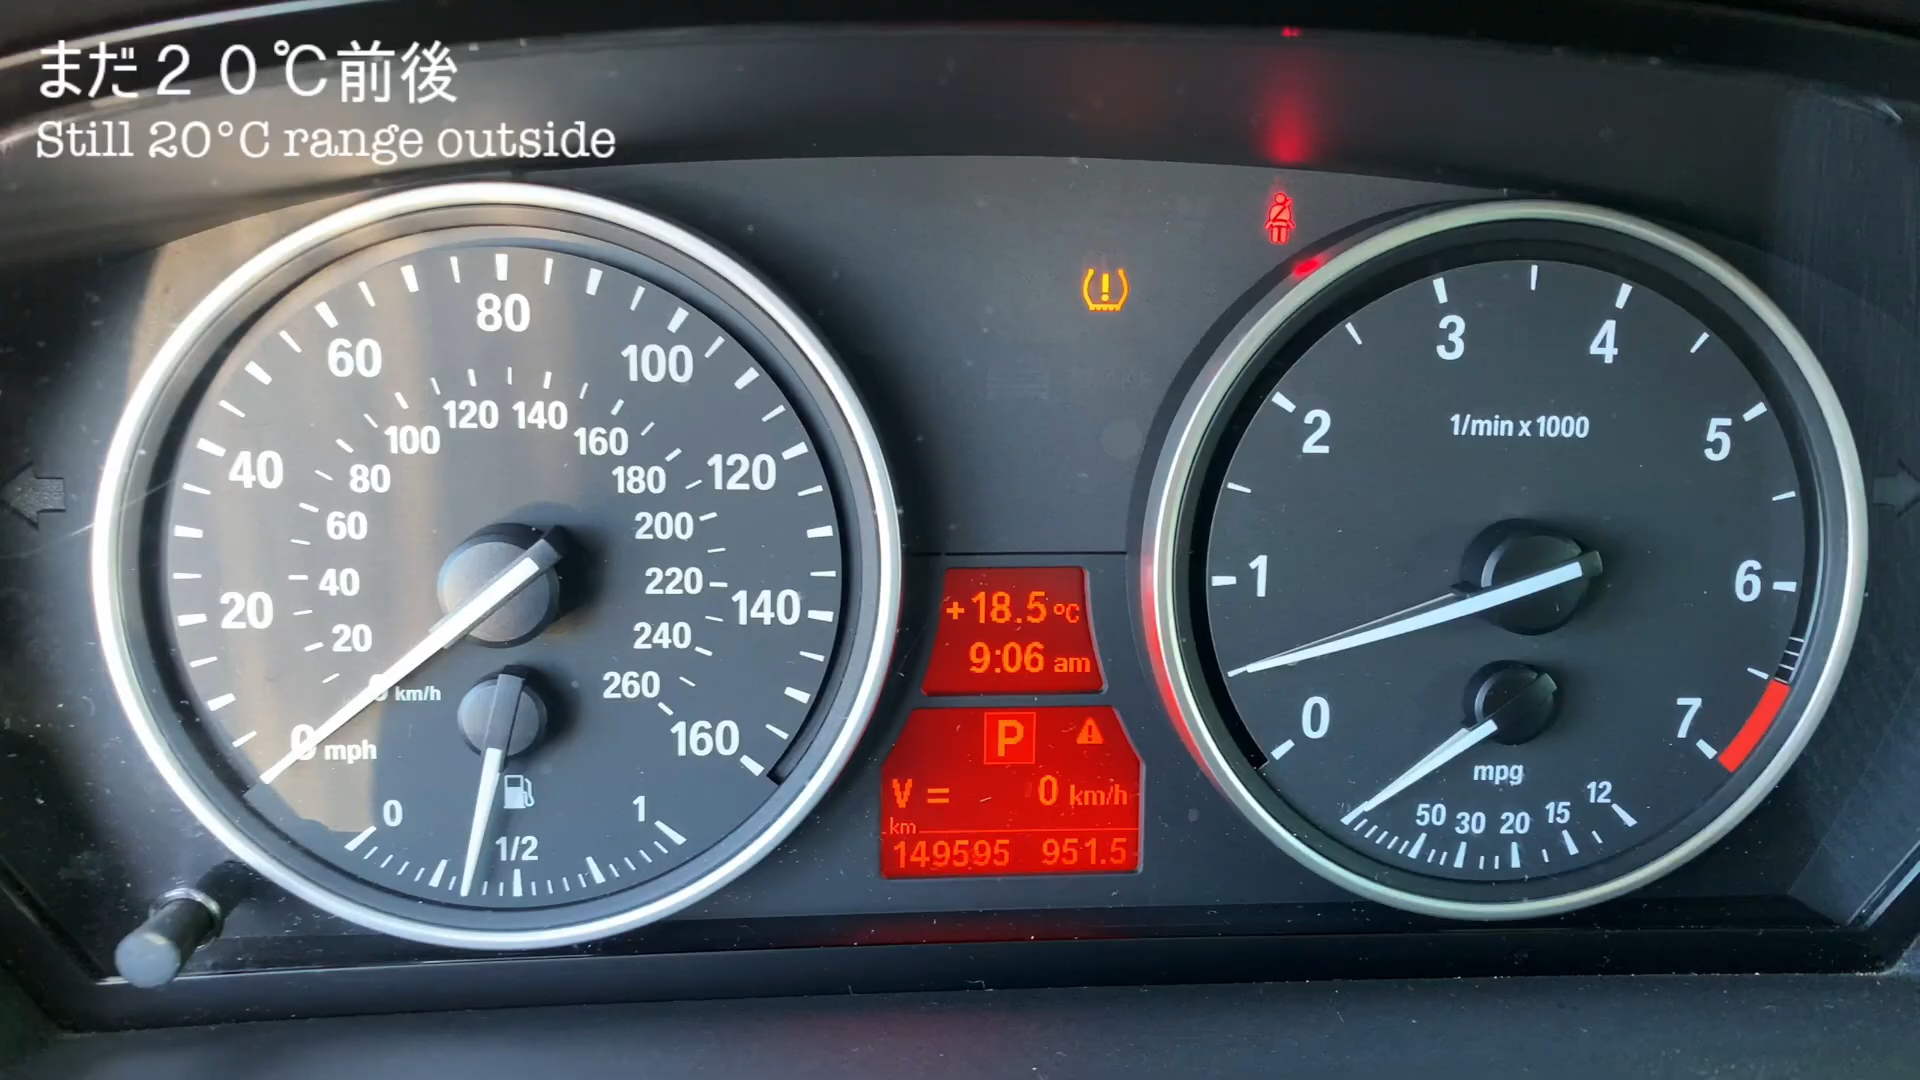 まだ２０℃前後
Still 20°C range outside
80
60
100
120 140
100
160
40
80
180
120
60
200
20
40
220
140
20
240
0 km/h
260
0 mph
160
0
1/2
1
+18.5°C
9:06 am
P
V = 0 km/h
km
149595 951.5
3
4
2
1/min x 1000
5
1
6
0
7
mpg
50 30 20 15 12